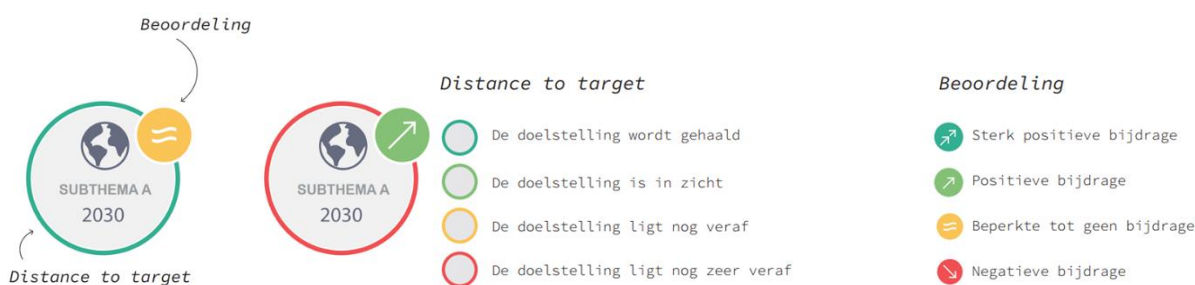 Beoordeling
SUBTHEMA A
2030
Distance to target
SUBTHEMA A
2030
Distance to target
De doelstelling wordt gehaald
De doelstelling is in zicht
De doelstelling ligt nog veraf
De doelstelling ligt nog zeer veraf
Beoordeling
Sterk positieve bijdrage
Positieve bijdrage
Beperkte tot geen bijdrage
Negatieve bijdrage